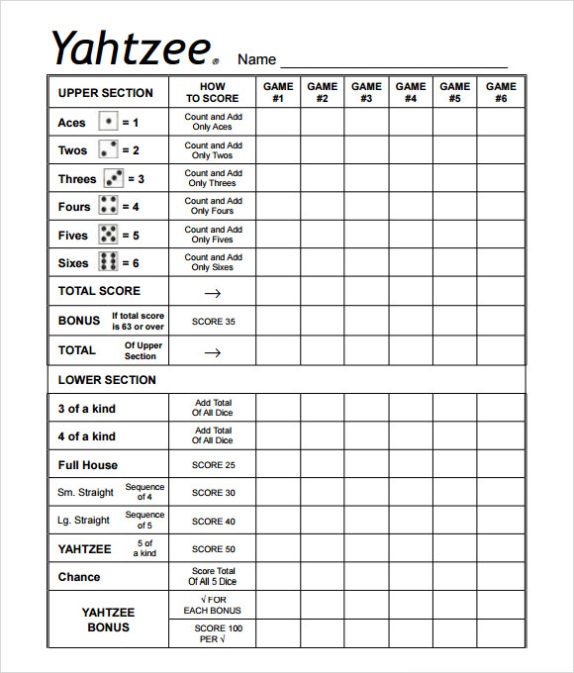 Yahtzee® Name
UPPER SECTION HOW TO SCORE GAME #1 GAME #2 GAME #3 GAME #4 GAME #5 GAME #6
Aces = 1 Count and Add Only Aces
Twos = 2 Count and Add Only Twos
Threes = 3 Count and Add Only Threes
Fours = 4 Count and Add Only Fours
Fives = 5 Count and Add Only Fives
Sixes = 6 Count and Add Only Sixes
TOTAL SCORE →
BONUS If total score is 63 or over SCORE 35
TOTAL Of Upper Section →
LOWER SECTION
3 of a kind Add Total Of All Dice
4 of a kind Add Total Of All Dice
Full House SCORE 25
Sm. Straight Sequence of 4 SCORE 30
Lg. Straight Sequence of 5 SCORE 40
YAHTZEE 5 of a kind SCORE 50
Chance Score Total Of All 5 Dice
YAHTZEE BONUS √ FOR EACH BONUS
SCORE 100 PER √